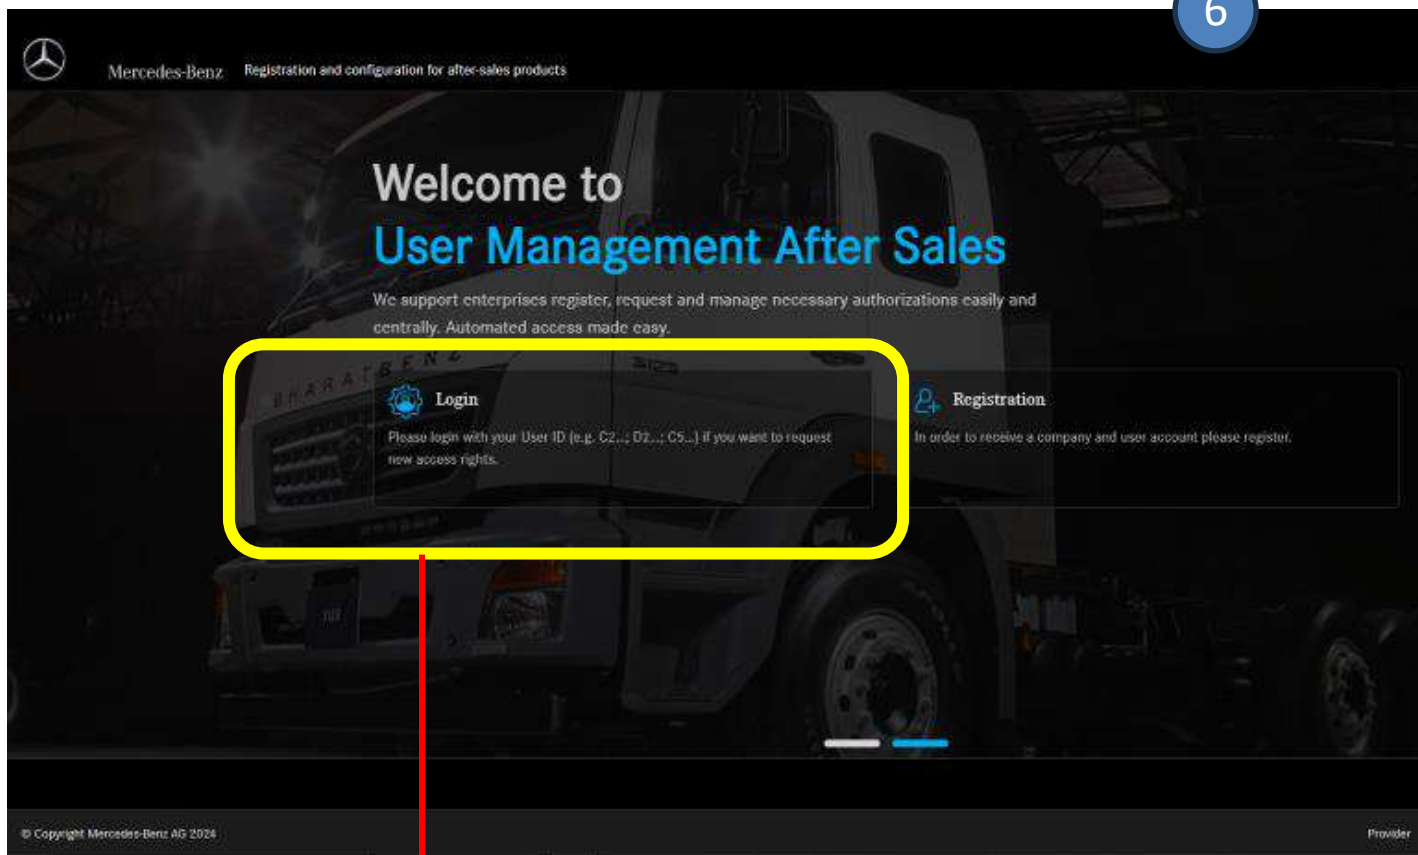 6
Mercedes-Benz Registration and configuration for after-sales products
Welcome to
User Management After Sales
We support enterprises register, request and manage necessary authorizations easily and
centrally. Automated access made easy.
BHARATBENZ
3123
Login
Please login with your User ID (e.g. C2...; D2...; C5...) if you want to request
new access rights.
Registration
In order to receive a company and user account please register.
© Copyright Mercedes-Benz AG 2024
Provider